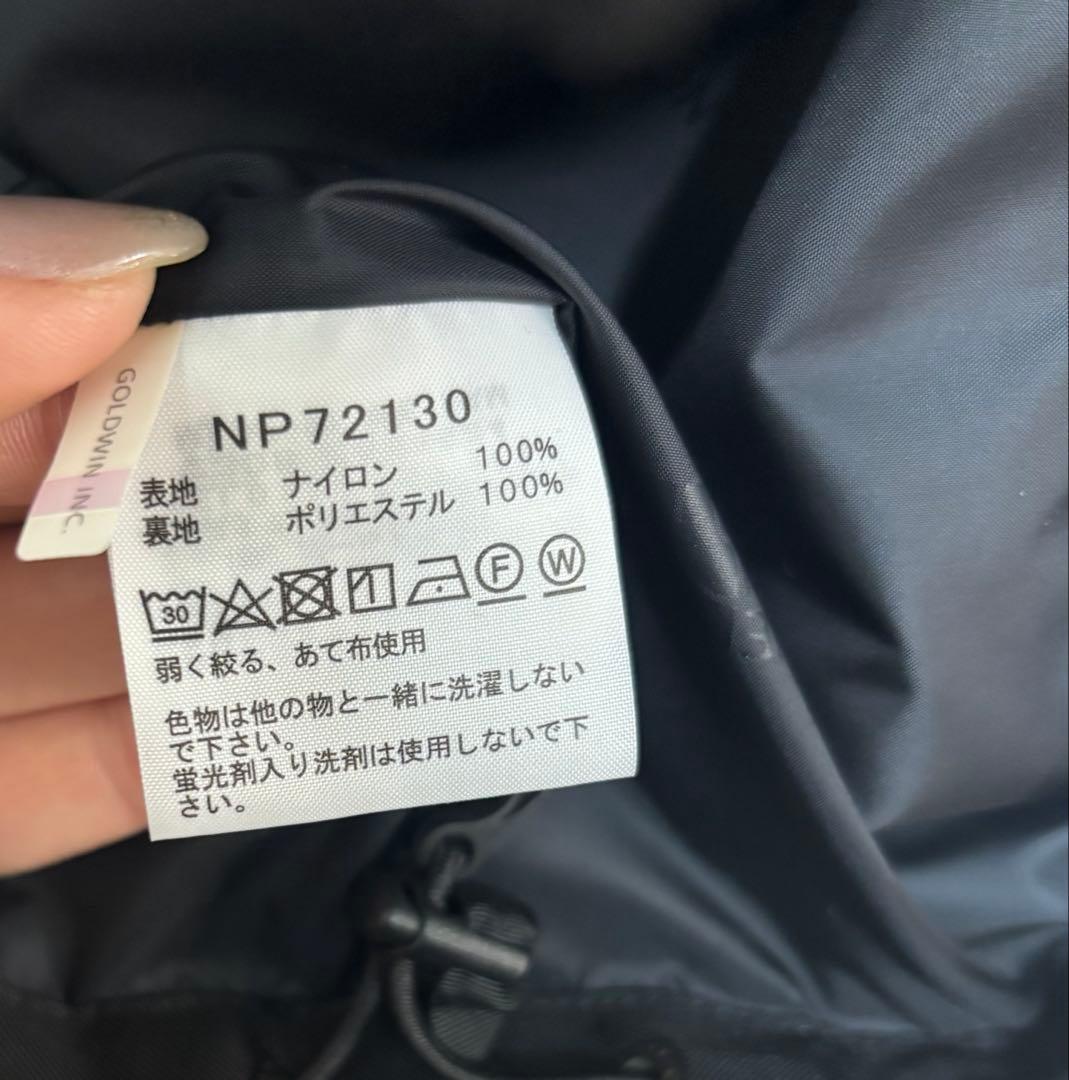 GOLDWIN INC.
NP72130
表地 ナイロン 100%
裏地 ポリエステル 100%
30 F W
弱く絞る、あて布使用
色物は他の物と一緒に洗濯しない
で下さい。
蛍光剤入り洗剤は使用しないで下
さい。